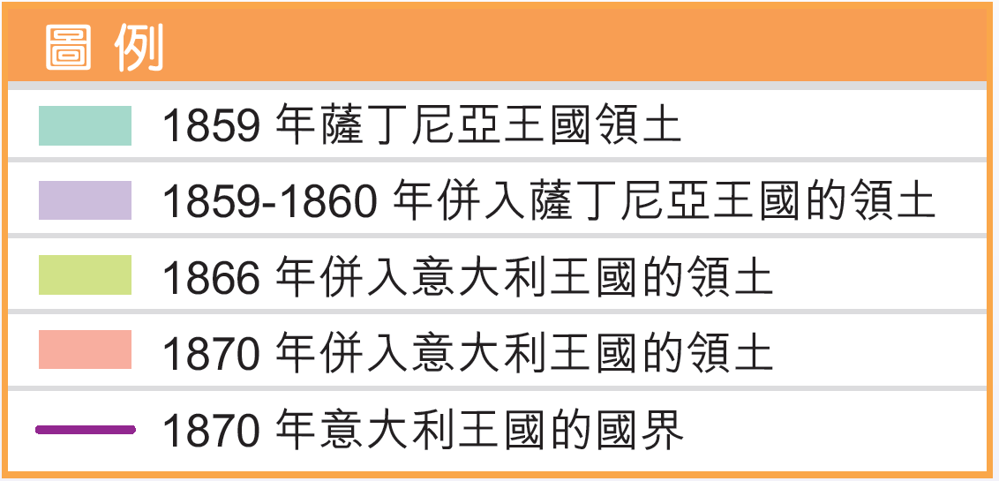 圖例
1859 年薩丁尼亞王國領土
1859-1860 年併入薩丁尼亞王國的領土
1866 年併入意大利王國的領土
1870 年併入意大利王國的領土
1870 年意大利王國的國界